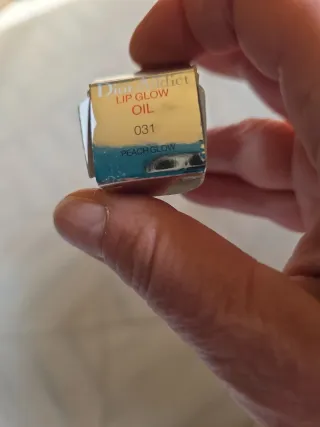 Dior Addict
LIP GLOW
OIL
031
PEACH GLOW